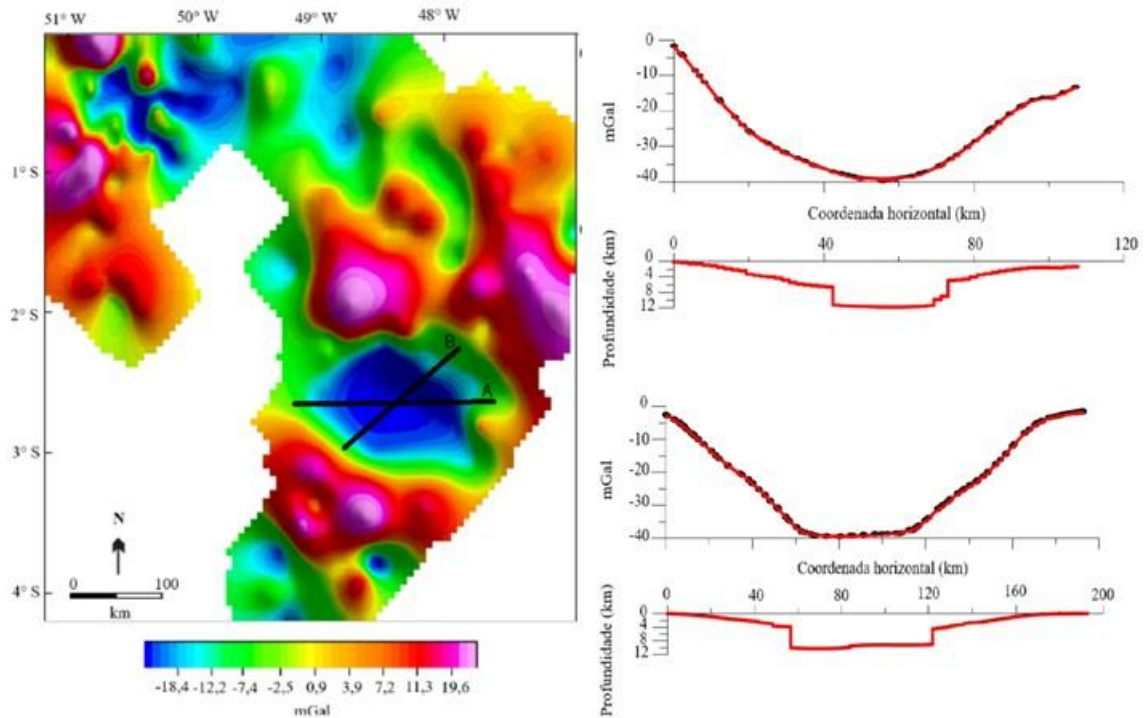 51° W 50° W 49° W 48° W
1° S
2° S
3° S
4° S
B
A
N
0 100
km
-18,4 -12,2 -7,4 -2,5 0,9 3,9 7,2 11,3 19,6
mGal
0
-10
-20
-30
-40
mGal
Coordenada horizontal (km)
0 40 80 120
0
4
8
12
Profundidade (km)
0
-10
-20
-30
-40
mGal
Coordenada horizontal (km)
0 40 80 120 160 200
0
4
8
12
Profundidade (km)